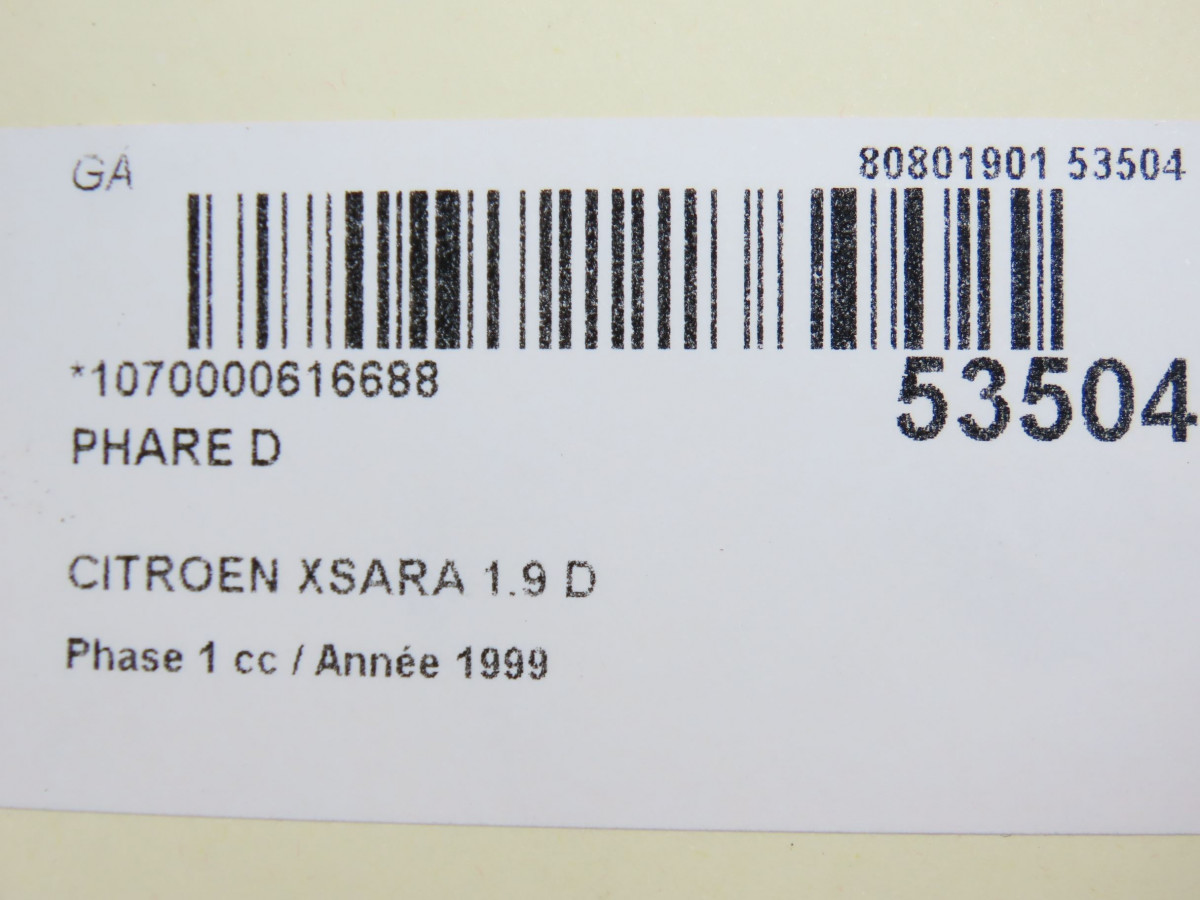 GA
80801901 53504
*1070000616688
53504
PHARE D
CITROEN XSARA 1.9 D
Phase 1 cc / Année 1999